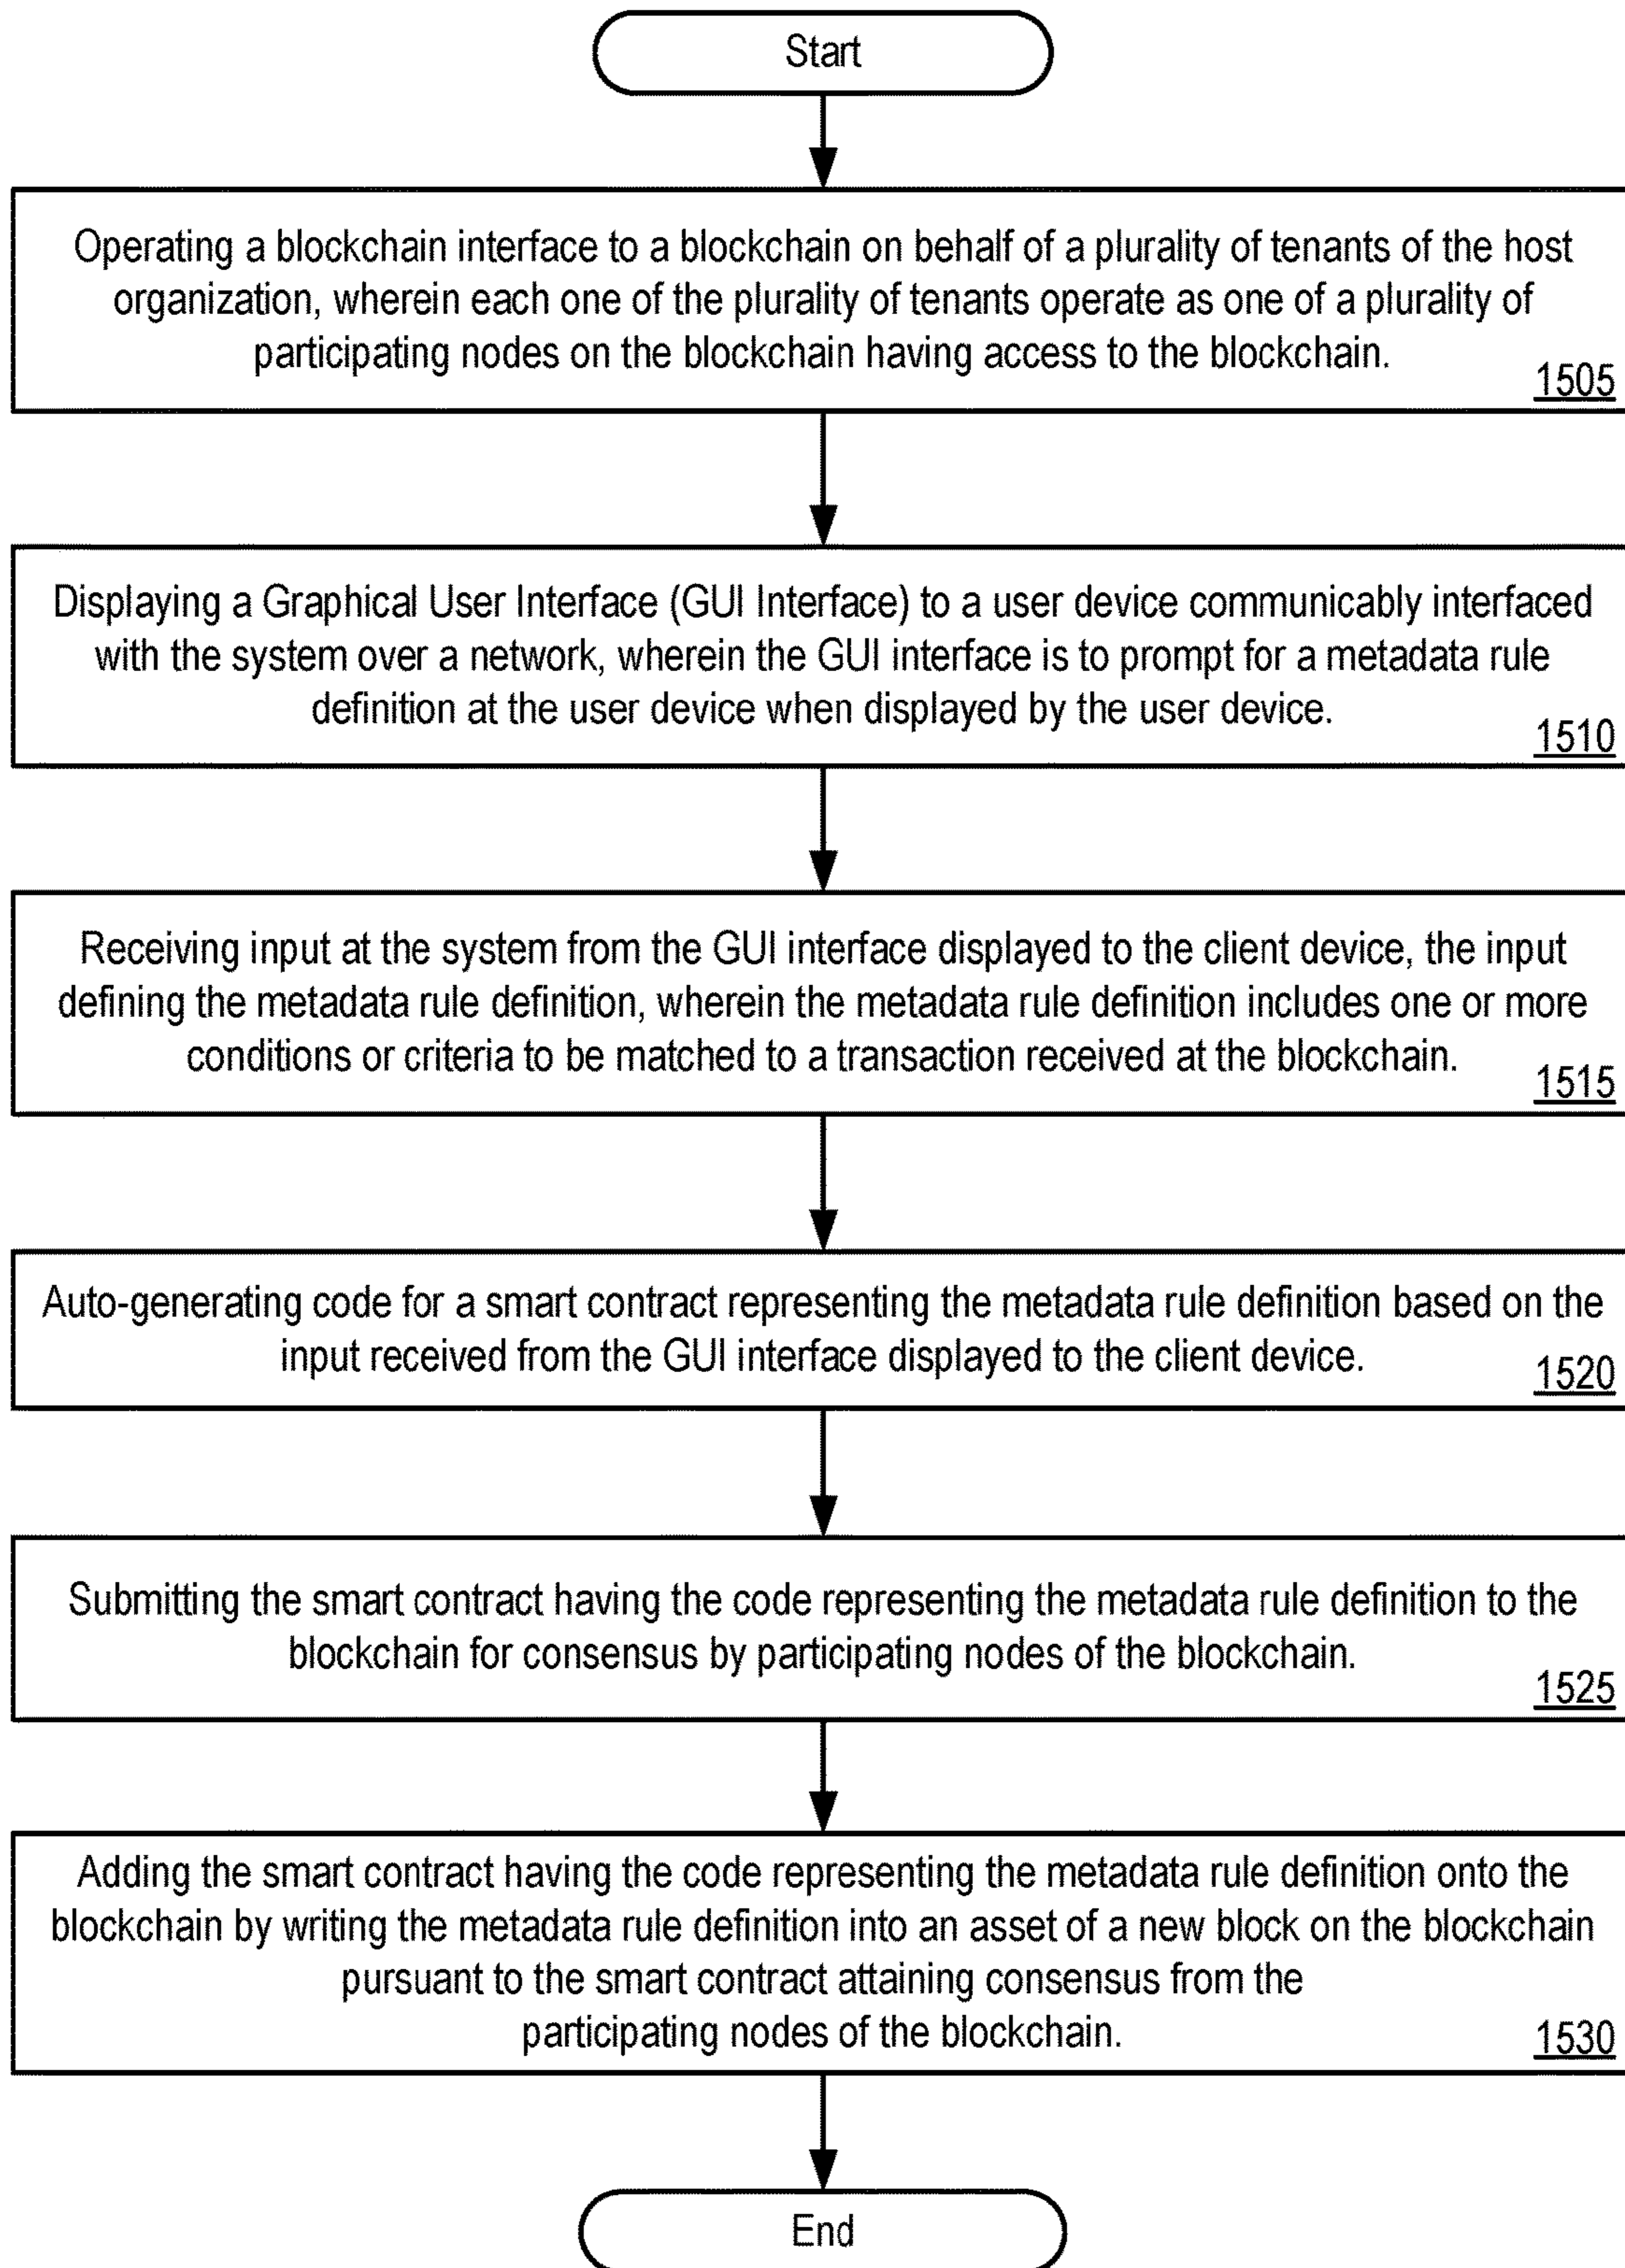 Start
Operating a blockchain interface to a blockchain on behalf of a plurality of tenants of the host
organization, wherein each one of the plurality of tenants operate as one of a plurality of
participating nodes on the blockchain having access to the blockchain.
1505
Displaying a Graphical User Interface (GUI Interface) to a user device communicably interfaced
with the system over a network, wherein the GUI interface is to prompt for a metadata rule
definition at the user device when displayed by the user device.
1510
Receiving input at the system from the GUI interface displayed to the client device, the input
defining the metadata rule definition, wherein the metadata rule definition includes one or more
conditions or criteria to be matched to a transaction received at the blockchain.
1515
Auto-generating code for a smart contract representing the metadata rule definition based on the
input received from the GUI interface displayed to the client device.
1520
Submitting the smart contract having the code representing the metadata rule definition to the
blockchain for consensus by participating nodes of the blockchain.
1525
Adding the smart contract having the code representing the metadata rule definition onto the
blockchain by writing the metadata rule definition into an asset of a new block on the blockchain
pursuant to the smart contract attaining consensus from the
participating nodes of the blockchain.
1530
End